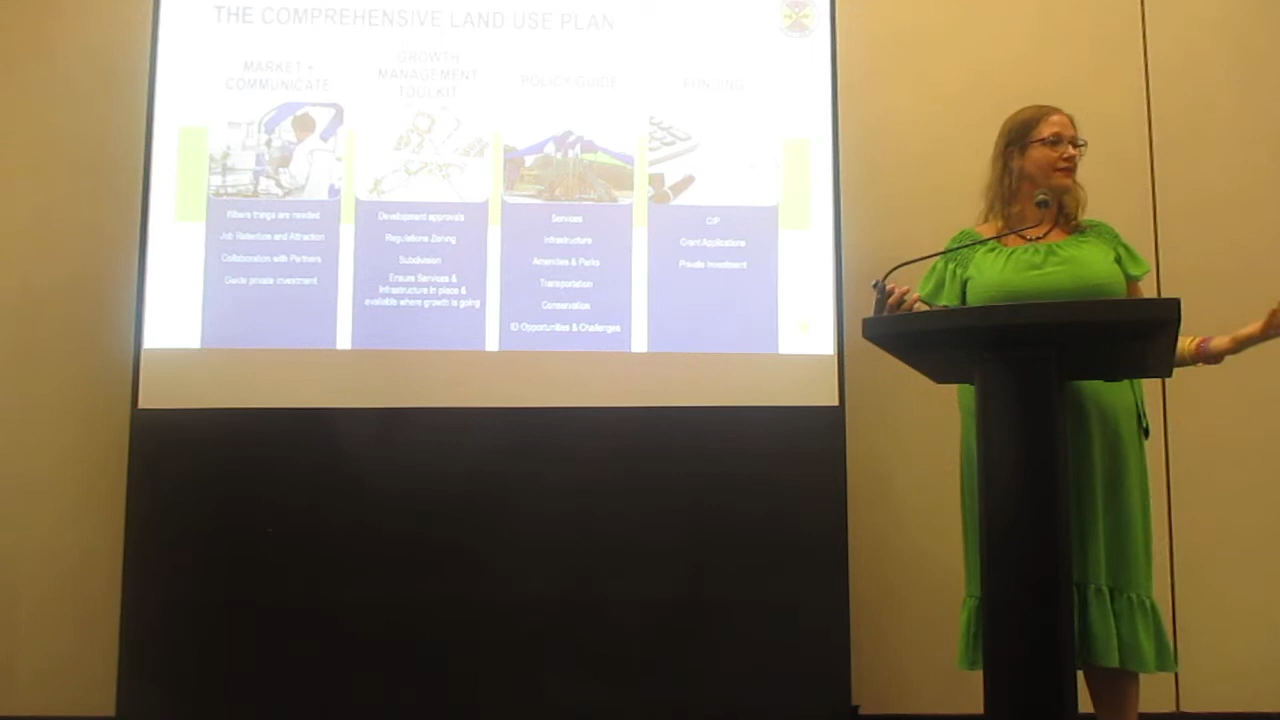 THE COMPREHENSIVE LAND USE PLAN
MARKET +
COMMUNICATE
GROWTH
MANAGEMENT
TOOLKIT
POLICY GUIDE
FUNDING
Where things are needed
Job Retention and Attraction
Collaboration with Partners
Guide private investment
Development approvals
Regulations Zoning
Subdivision
Ensure Services &
Infrastructure in place &
available where growth is going
Services
Infrastructure
Amenities & Parks
Transportation
Conservation
ID Opportunities & Challenges
CIP
Grant Applications
Private Investment